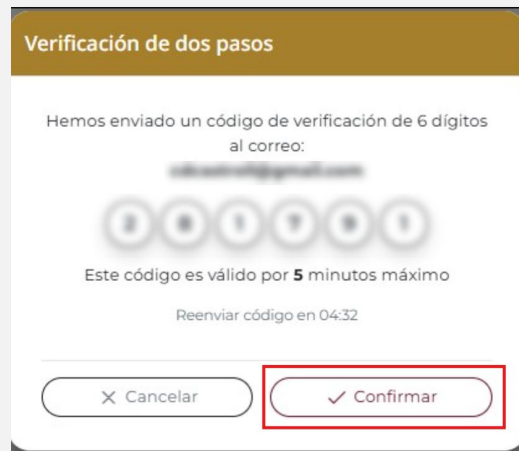 Verificación de dos pasos
Hemos enviado un código de verificación de 6 dígitos
al correo:
Este código es válido por 5 minutos máximo
Reenviar código en 04:32
Cancelar
Confirmar